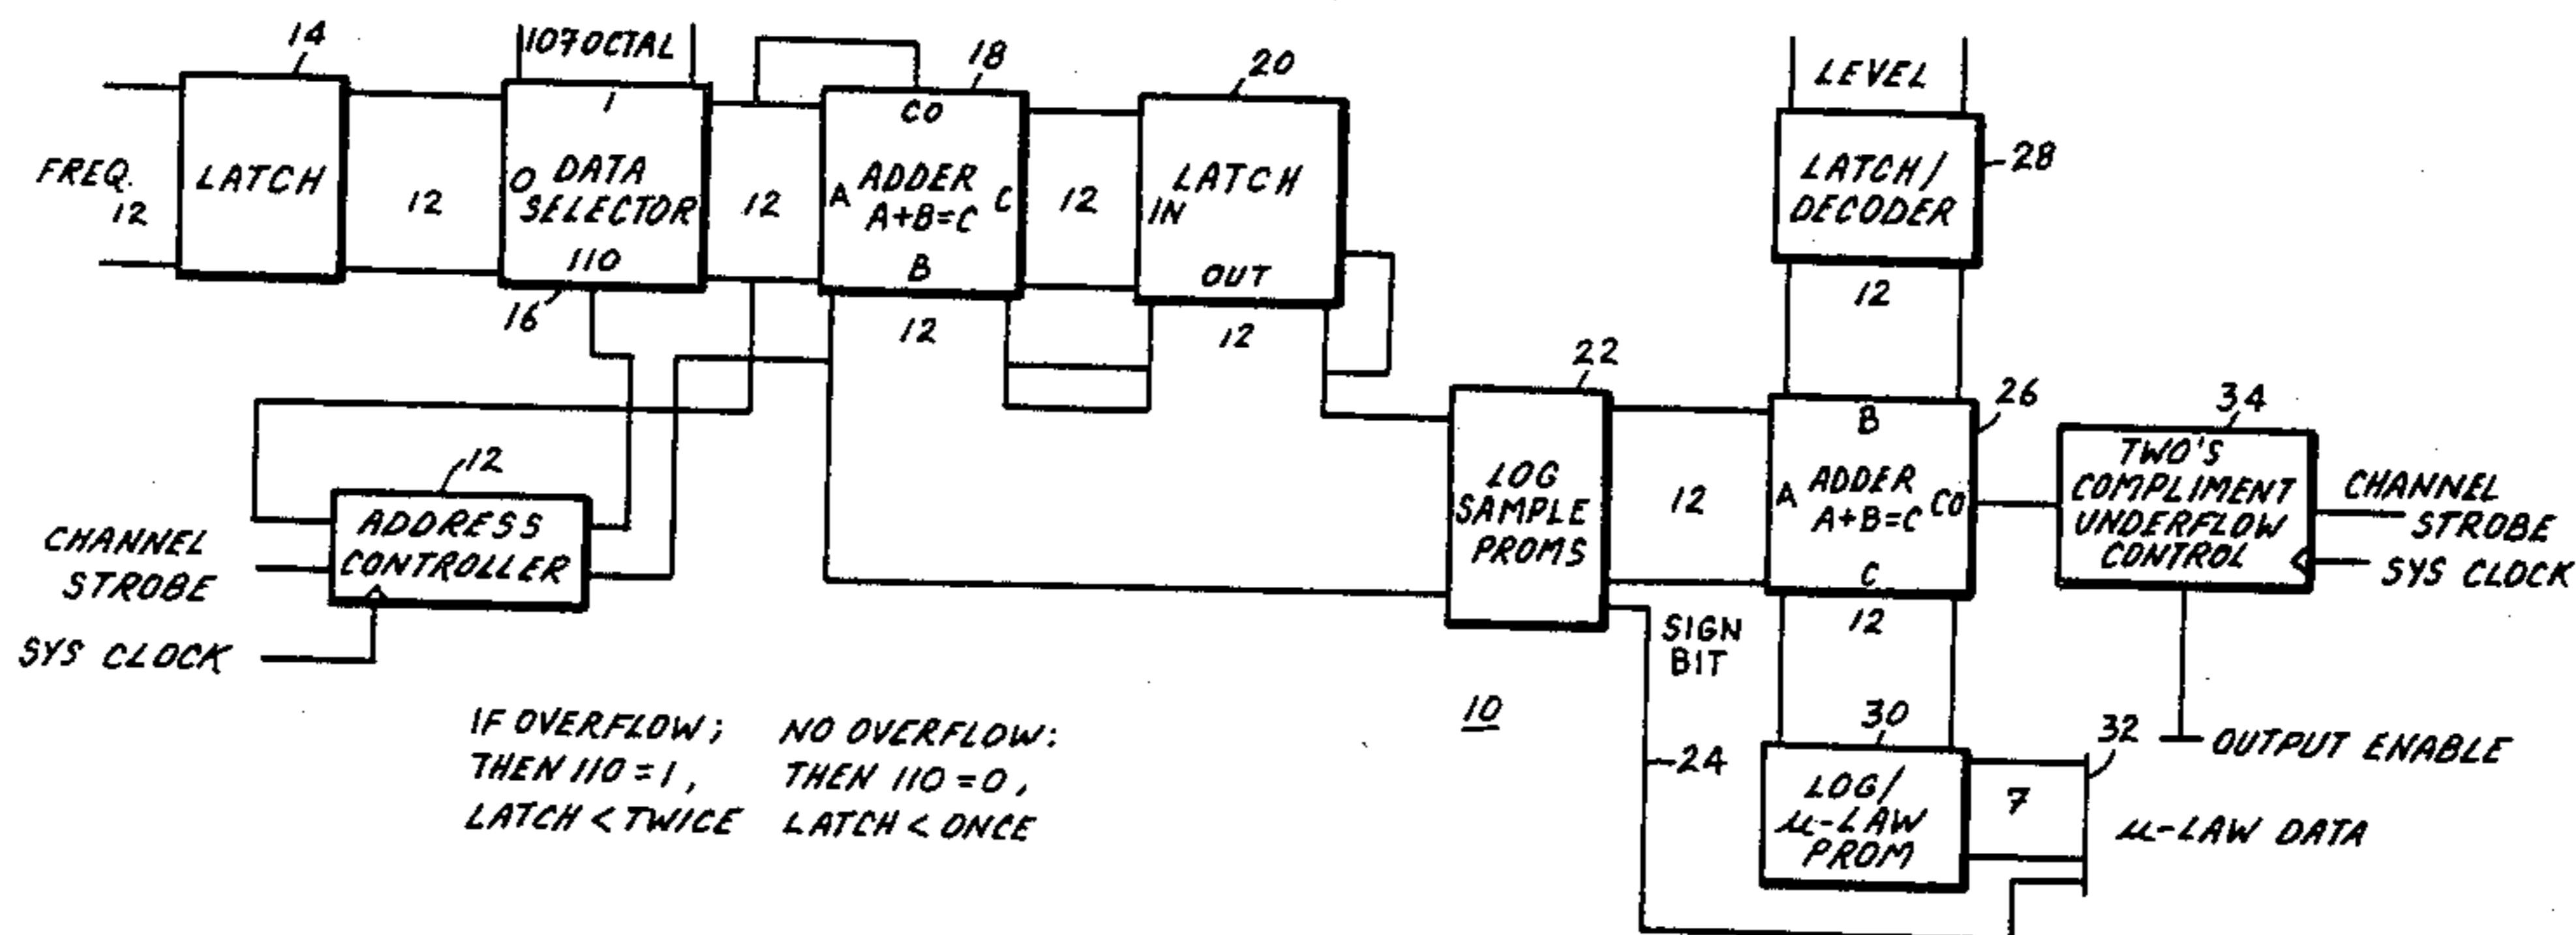 14
107 OCTAL
18
20
LEVEL
FREQ.
12
LATCH
12
1
0 DATA
SELECTOR
110
16
12
CO
A ADDER C
A+B=C
B
12
12
LATCH
IN
OUT
12
LATCH/
DECODER
28
12
22
26
34
12
ADDRESS
CONTROLLER
CHANNEL
STROBE
SYS CLOCK
LOG
SAMPLE
PROMS
12
B
A ADDER CO
A+B=C
C
12
TWO'S
COMPLIMENT
UNDERFLOW
CONTROL
CHANNEL
STROBE
SYS CLOCK
SIGN
BIT
10
IF OVERFLOW;
THEN 110 = 1,
LATCH < TWICE
NO OVERFLOW:
THEN 110 = 0,
LATCH < ONCE
24
30
LOG/
μ-LAW
PROM
7
32
OUTPUT ENABLE
μ-LAW DATA